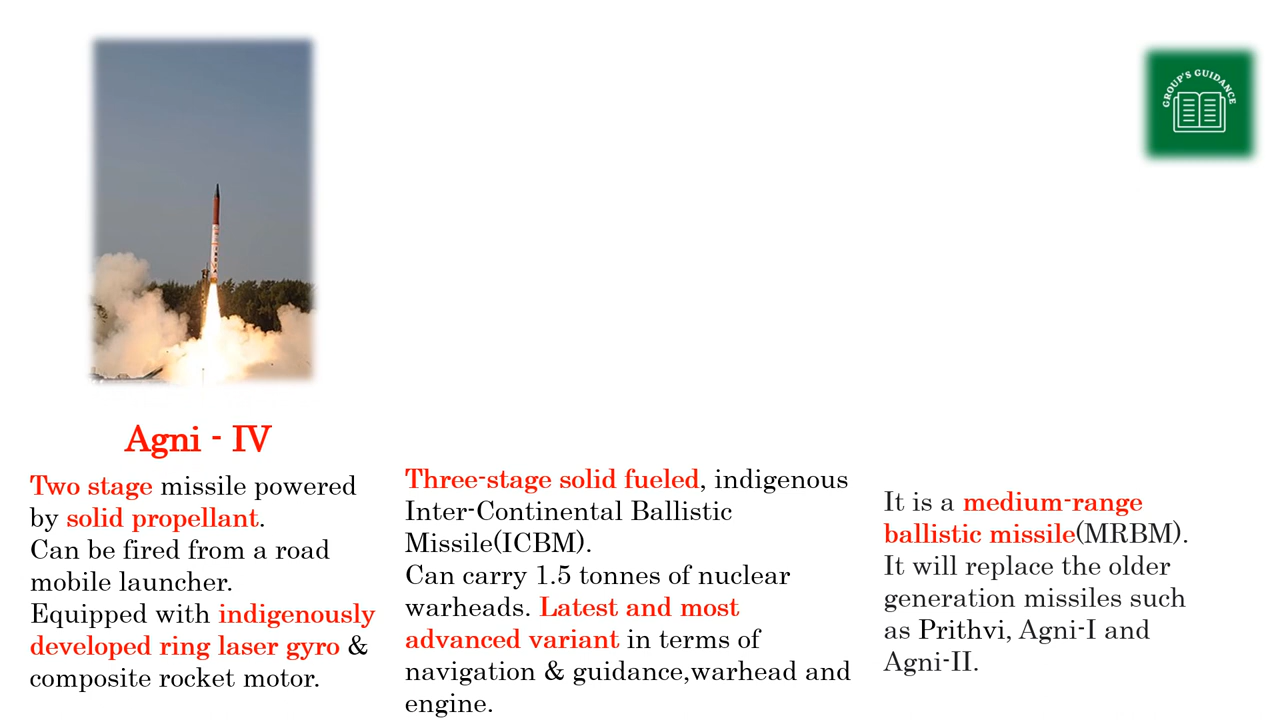 GROUP'S GUIDANCE
Agni - IV
Two stage missile powered
by solid propellant.
Can be fired from a road
mobile launcher.
Equipped with indigenously
developed ring laser gyro &
composite rocket motor.
Three-stage solid fueled, indigenous
Inter-Continental Ballistic
Missile(ICBM).
Can carry 1.5 tonnes of nuclear
warheads. Latest and most
advanced variant in terms of
navigation & guidance,warhead and
engine.
It is a medium-range
ballistic missile(MRBM).
It will replace the older
generation missiles such
as Prithvi, Agni-I and
Agni-II.